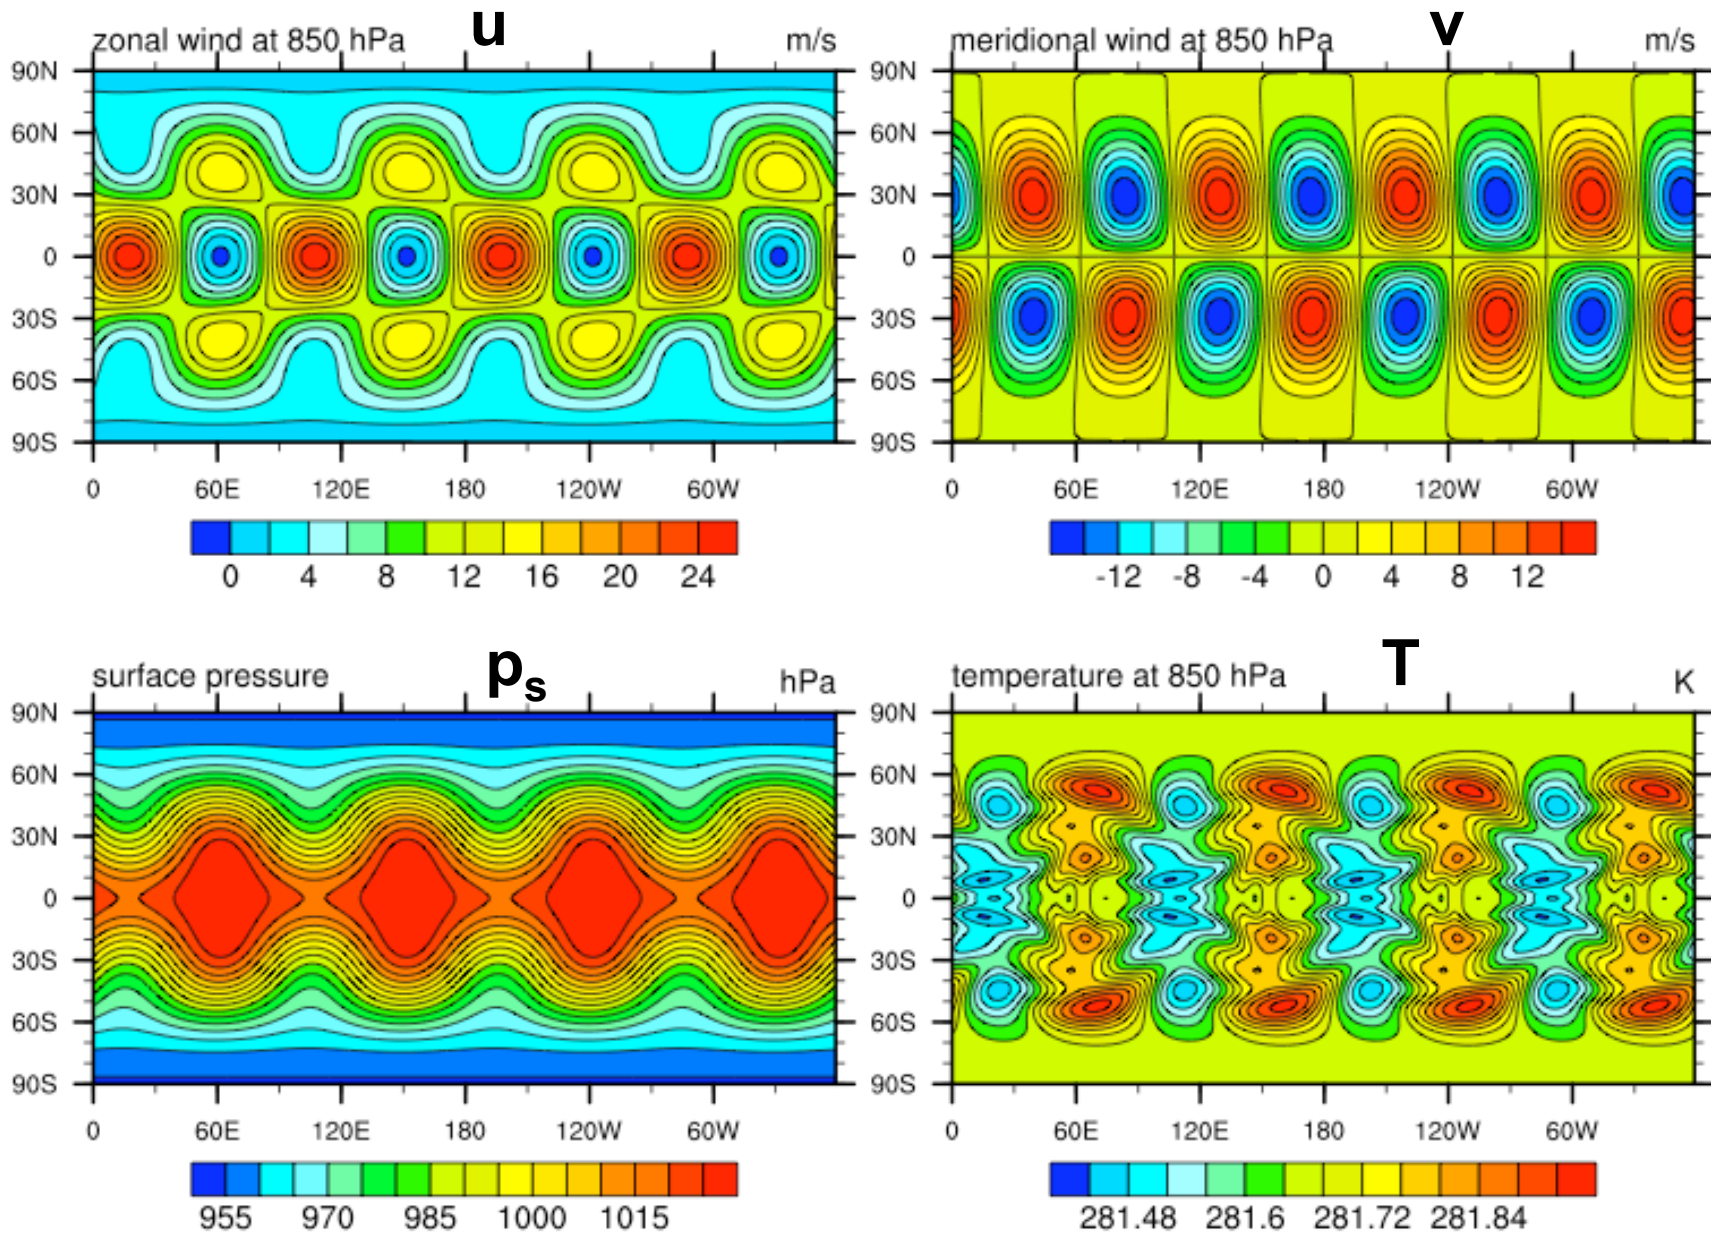 zonal wind at 850 hPa u m/s
90N
60N
30N
0
30S
60S
90S
0 60E 120E 180 120W 60W
0 4 8 12 16 20 24
meridional wind at 850 hPa v m/s
90N
60N
30N
0
30S
60S
90S
0 60E 120E 180 120W 60W
-12 -8 -4 0 4 8 12
surface pressure ps hPa
90N
60N
30N
0
30S
60S
90S
0 60E 120E 180 120W 60W
955 970 985 1000 1015
temperature at 850 hPa T K
90N
60N
30N
0
30S
60S
90S
0 60E 120E 180 120W 60W
281.48 281.6 281.72 281.84